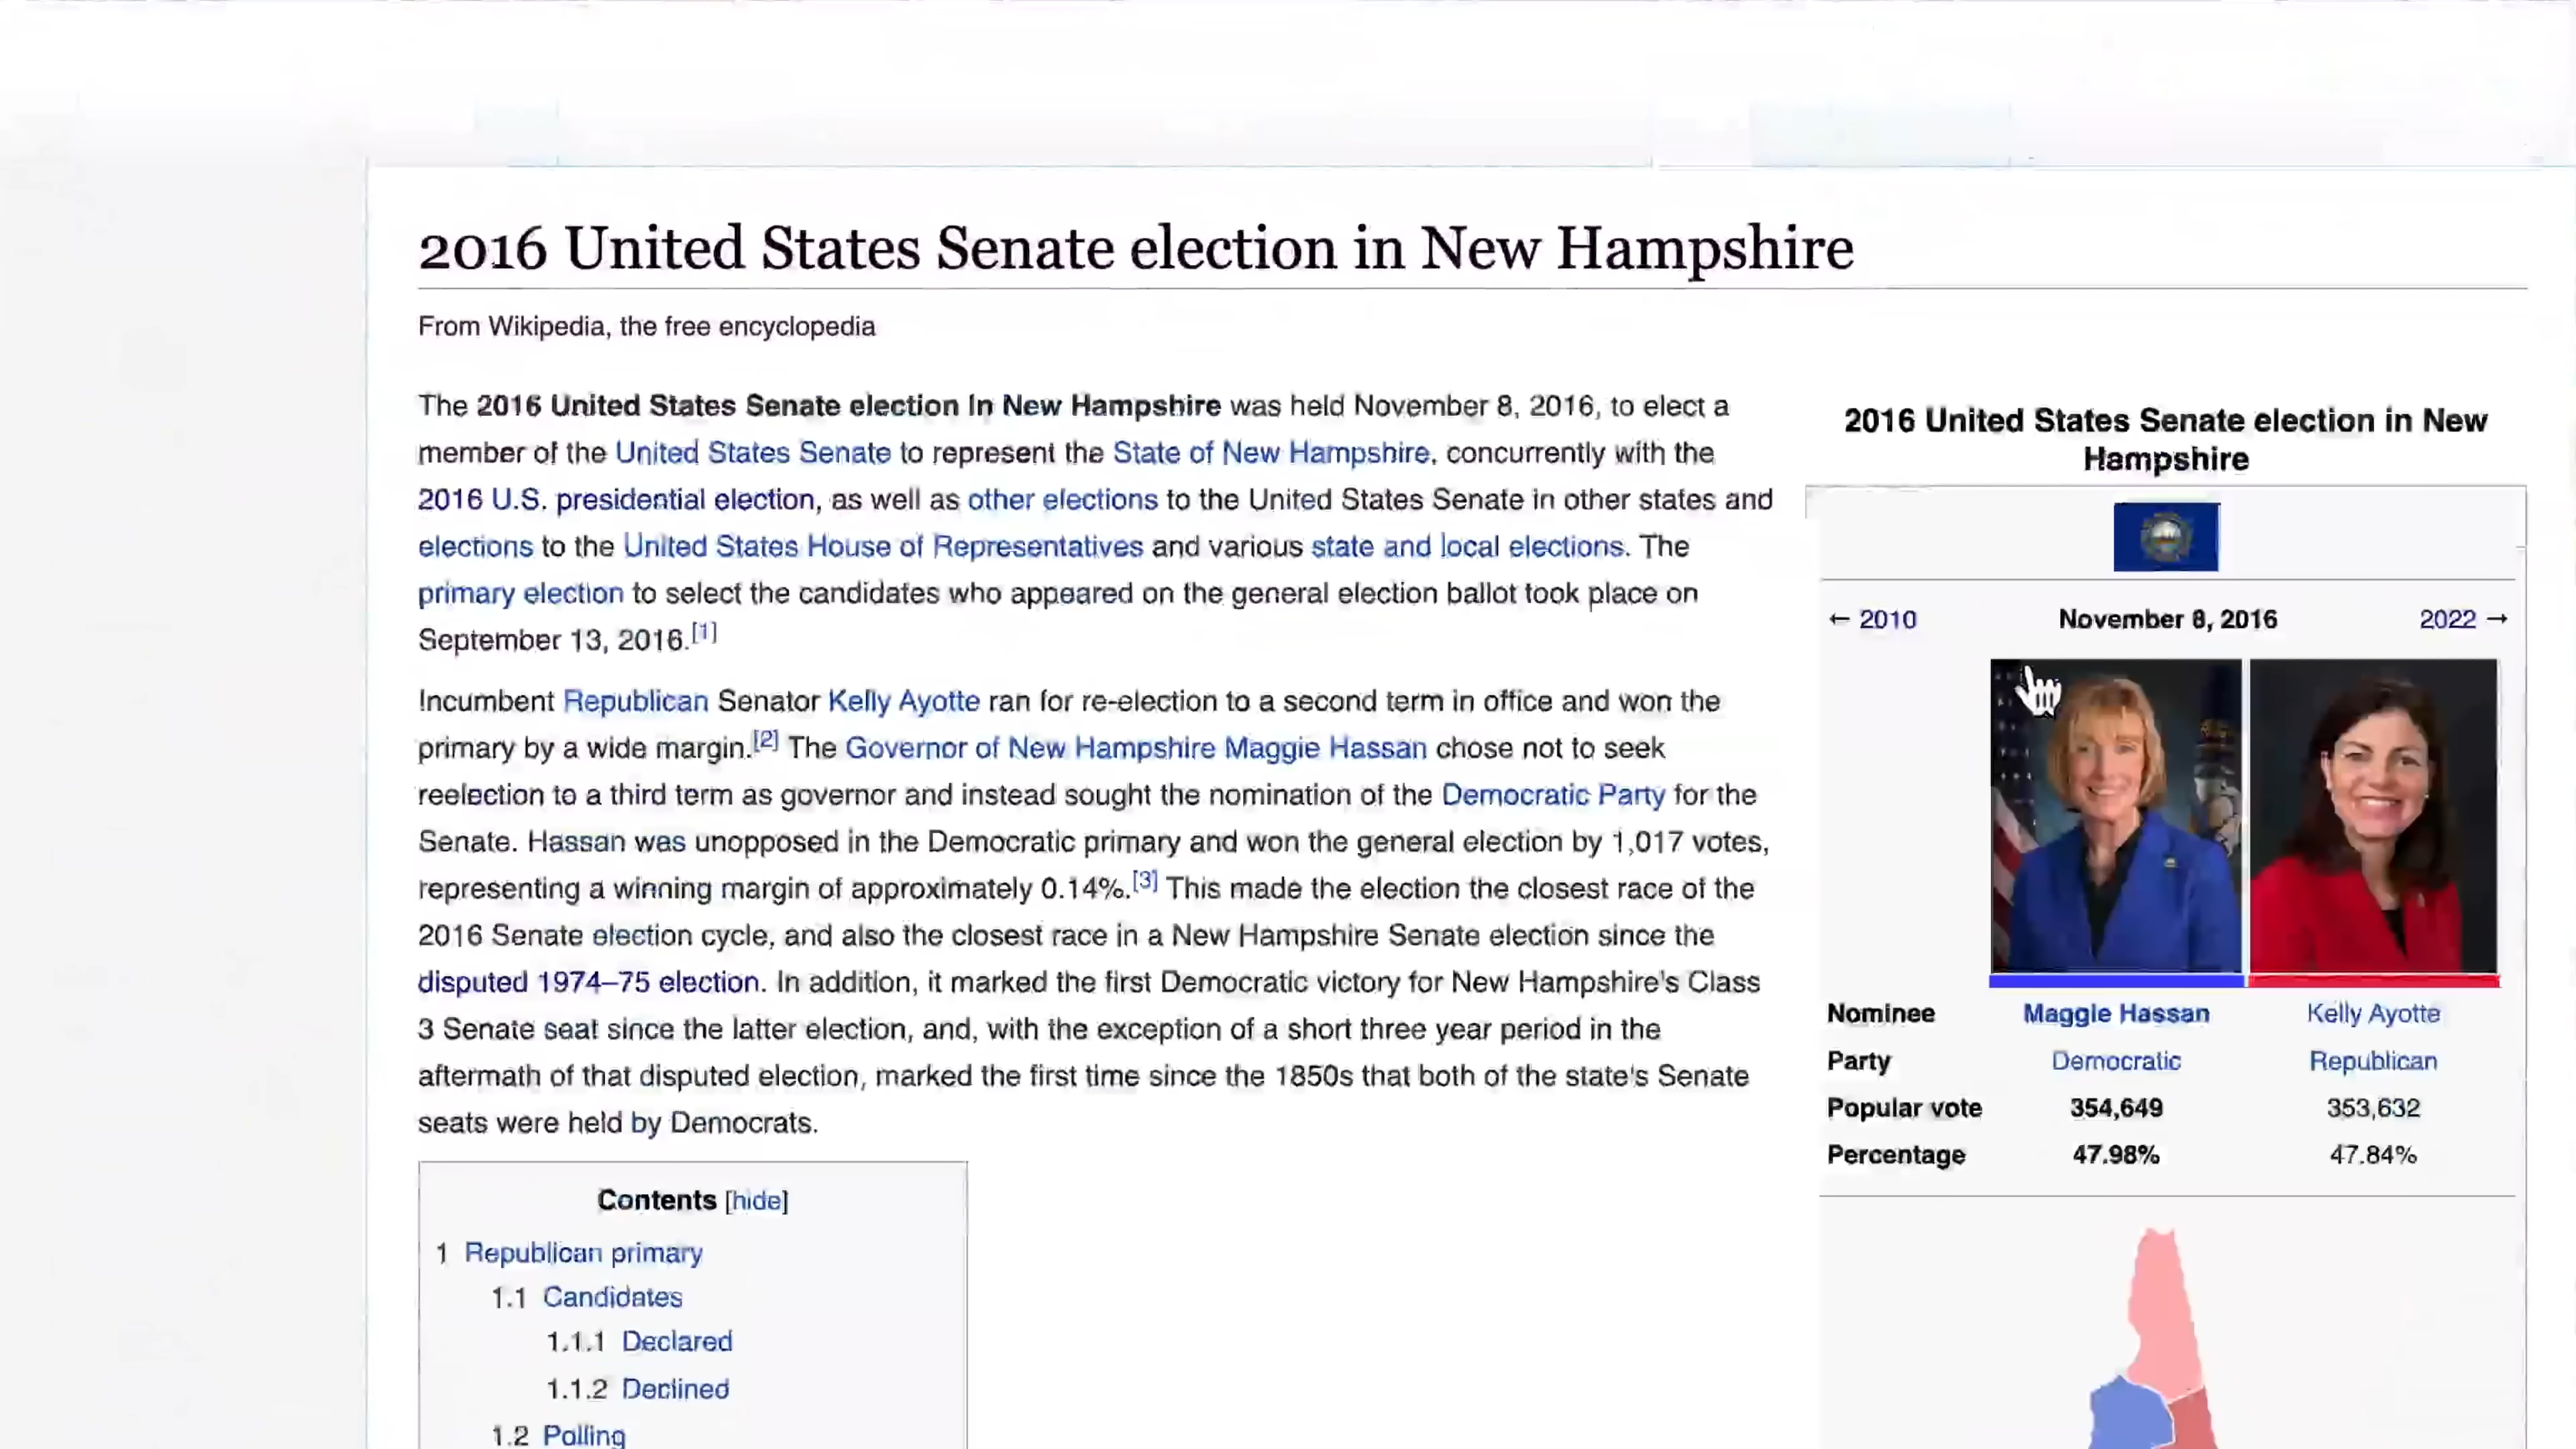 2016 United States Senate election in New Hampshire
From Wikipedia, the free encyclopedia
The 2016 United States Senate election in New Hampshire was held November 8, 2016, to elect a
member of the United States Senate to represent the State of New Hampshire, concurrently with the
2016 U.S. presidential election, as well as other elections to the United States Senate in other states and
elections to the United States House of Representatives and various state and local elections. The
primary election to select the candidates who appeared on the general election ballot took place on
September 13, 2016.[1]
Incumbent Republican Senator Kelly Ayotte ran for re-election to a second term in office and won the
primary by a wide margin.[2] The Governor of New Hampshire Maggie Hassan chose not to seek
reelection to a third term as governor and instead sought the nomination of the Democratic Party for the
Senate. Hassan was unopposed in the Democratic primary and won the general election by 1,017 votes,
representing a winning margin of approximately 0.14%.[3] This made the election the closest race of the
2016 Senate election cycle, and also the closest race in a New Hampshire Senate election since the
disputed 1974–75 election. In addition, it marked the first Democratic victory for New Hampshire's Class
3 Senate seat since the latter election, and, with the exception of a short three year period in the
aftermath of that disputed election, marked the first time since the 1850s that both of the state's Senate
seats were held by Democrats.
Contents [hide]
1 Republican primary
1.1 Candidates
1.1.1 Declared
1.1.2 Declined
1.2 Polling
2016 United States Senate election in New
Hampshire
← 2010 November 8, 2016 2022 →
Nominee Maggie Hassan Kelly Ayotte
Party Democratic Republican
Popular vote 354,649 353,632
Percentage 47.98% 47.84%